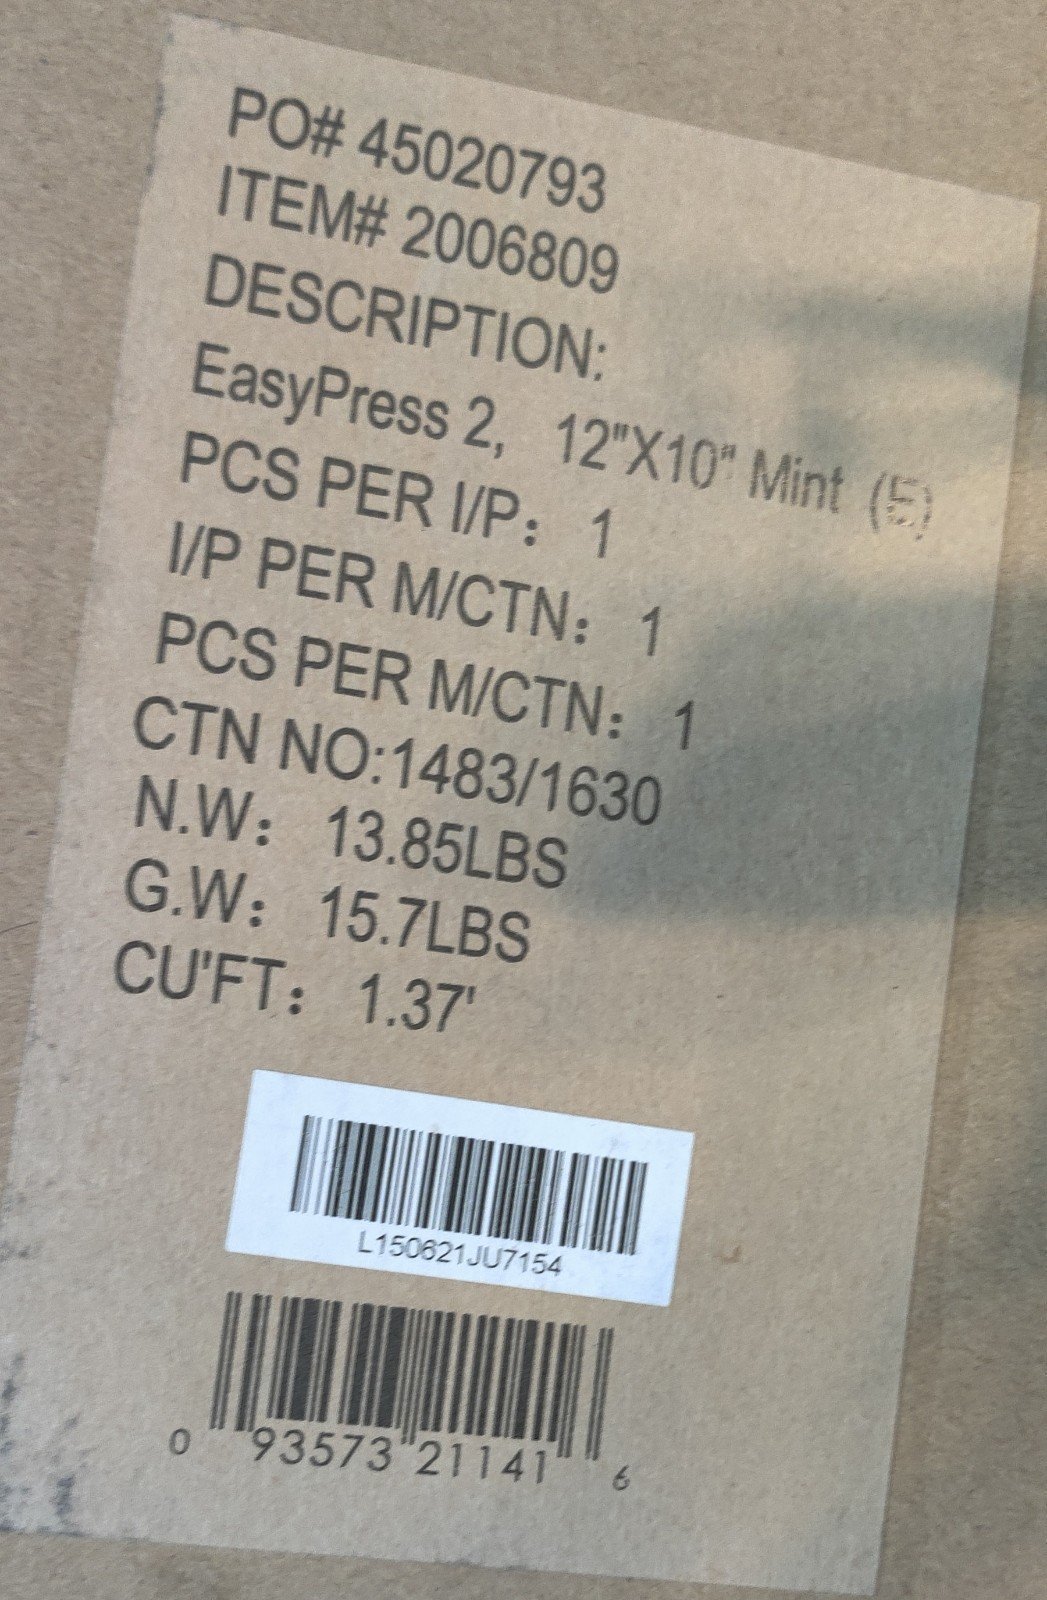 PO# 45020793
ITEM# 2006809
DESCRIPTION:
EasyPress 2, 12"X10" Mint (5)
PCS PER I/P: 1
I/P PER M/CTN: 1
PCS PER M/CTN: 1
CTN NO:1483/1630
N.W: 13.85LBS
G.W: 15.7LBS
CU'FT: 1.37'
L150621JU7154
0 93573 21141 6